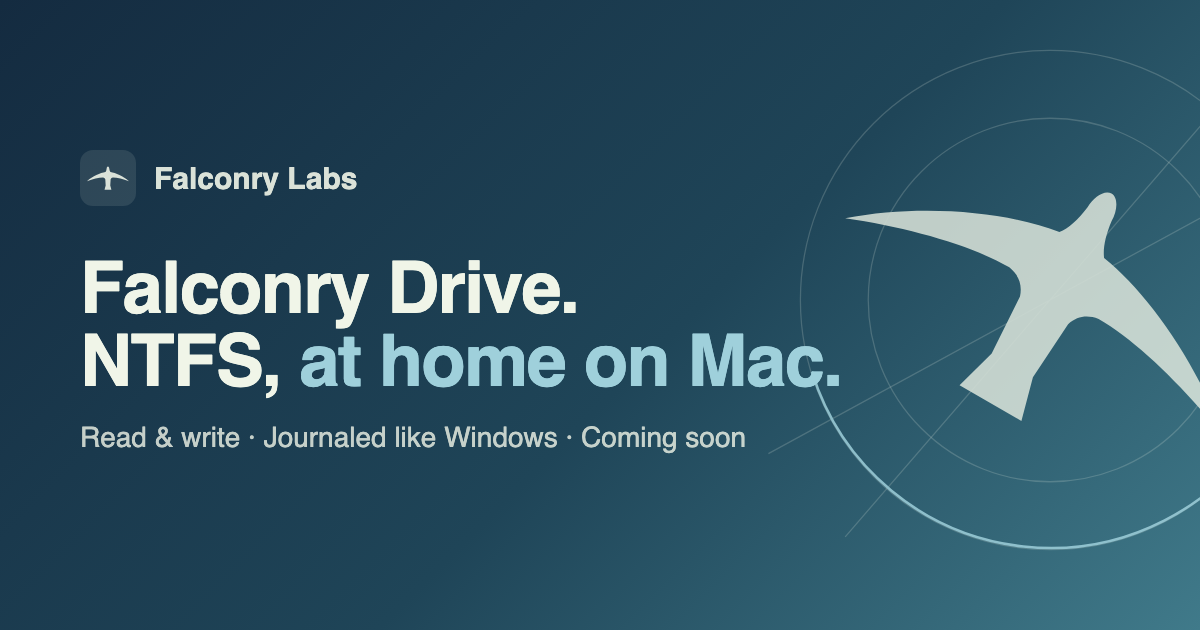 Falconry Labs
Falconry Drive.
NTFS, at home on Mac.
Read & write · Journaled like Windows · Coming soon